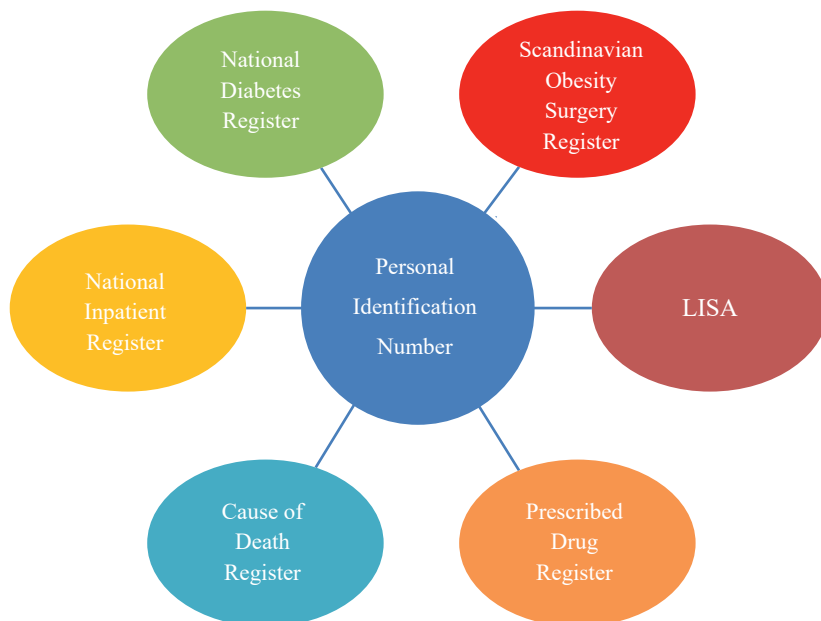 National
Diabetes
Register
Scandinavian
Obesity
Surgery
Register
National
Inpatient
Register
Personal
Identification
Number
LISA
Cause of
Death
Register
Prescribed
Drug
Register